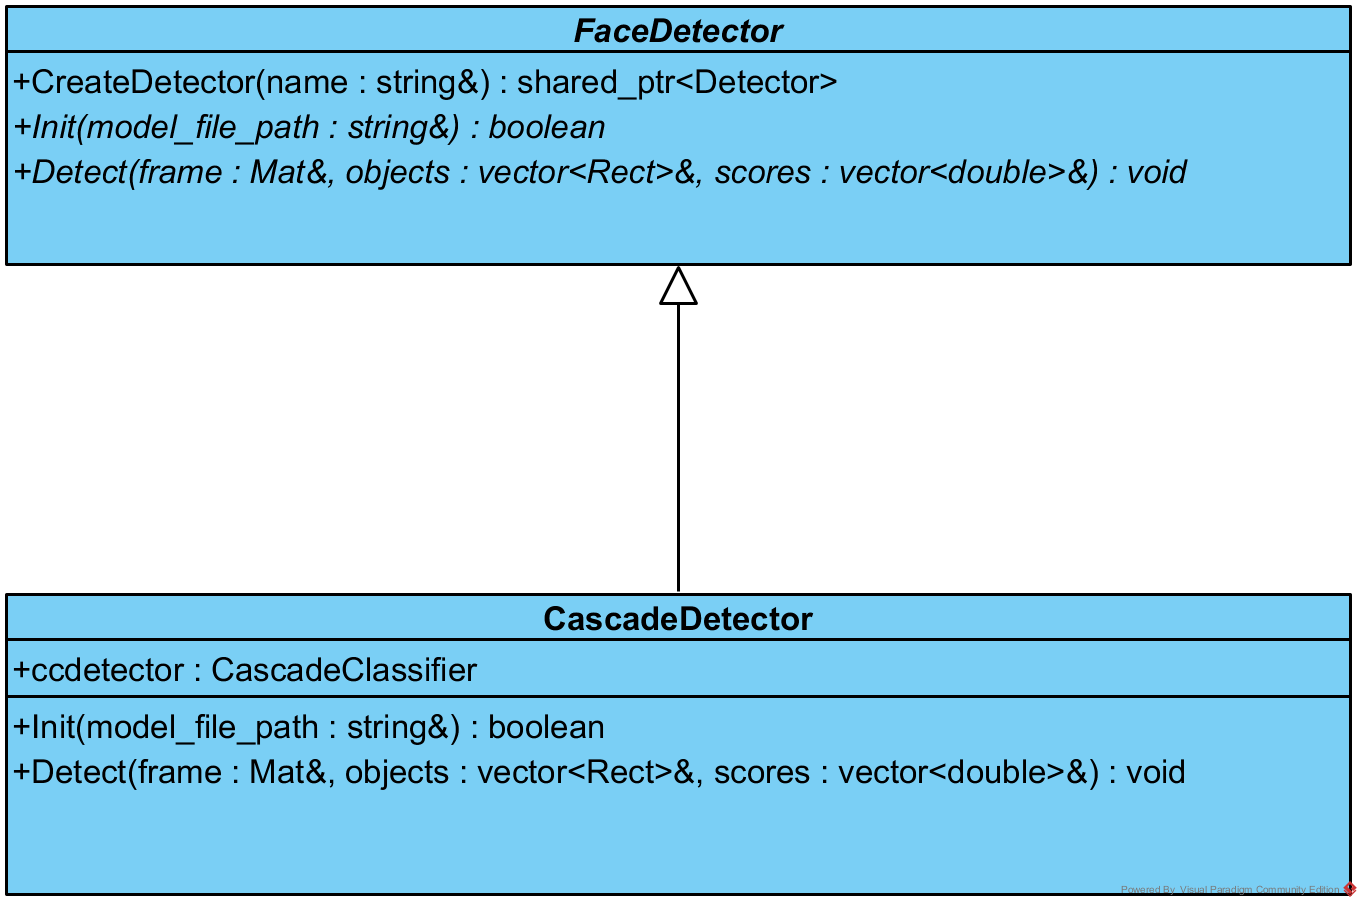 FaceDetector
+CreateDetector(name : string&) : shared_ptr<Detector>
+Init(model_file_path : string&) : boolean
+Detect(frame : Mat&, objects : vector<Rect>&, scores : vector<double>&) : void
CascadeDetector
+ccdetector : CascadeClassifier
+Init(model_file_path : string&) : boolean
+Detect(frame : Mat&, objects : vector<Rect>&, scores : vector<double>&) : void
Powered By Visual Paradigm Community Edition